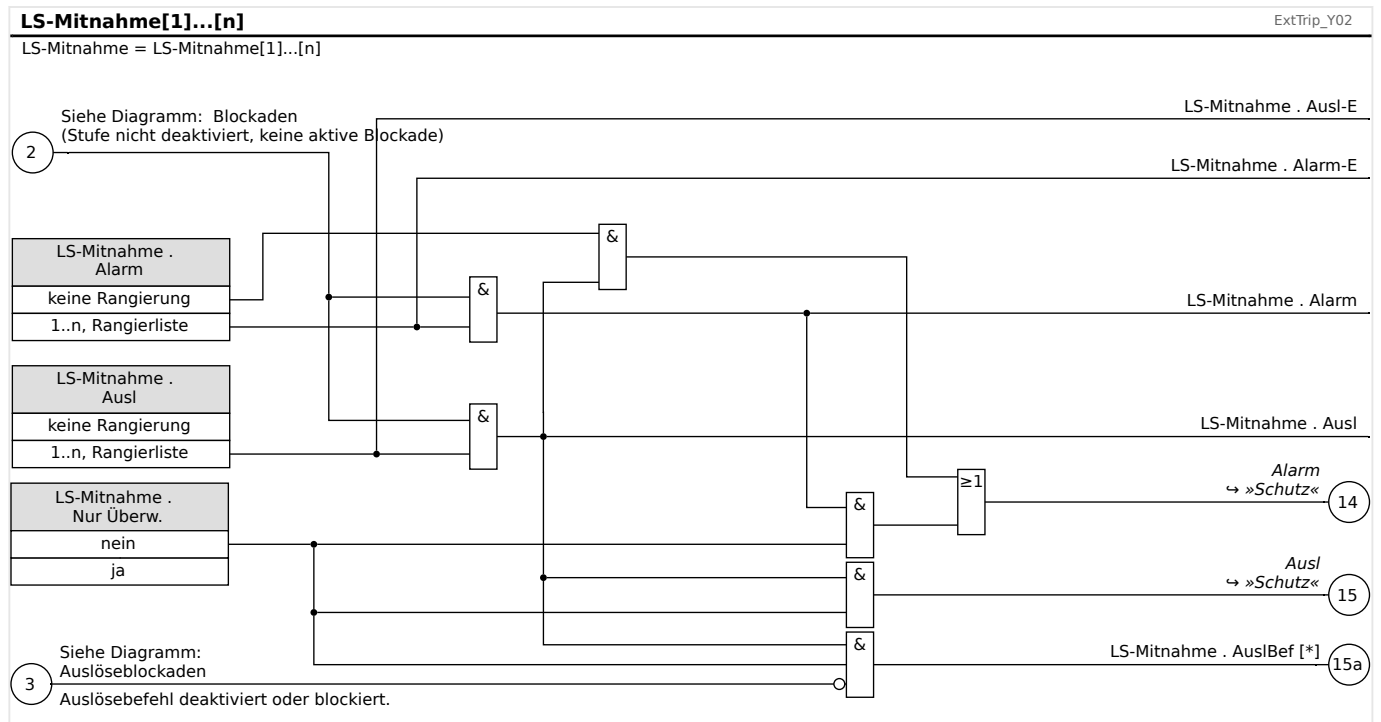 LS-Mitnahme[1]...[n]
ExtTrip_Y02
LS-Mitnahme = LS-Mitnahme[1]...[n]
Siehe Diagramm: Blockaden
(Stufe nicht deaktiviert, keine aktive Blockade)
2
LS-Mitnahme . Ausl-E
LS-Mitnahme . Alarm-E
LS-Mitnahme .
Alarm
keine Rangierung
1..n, Rangierliste
&
&
LS-Mitnahme . Alarm
LS-Mitnahme .
Ausl
keine Rangierung
1..n, Rangierliste
&
LS-Mitnahme . Ausl
LS-Mitnahme .
Nur Überw.
nein
ja
&
≥1
Alarm
↪ »Schutz«
14
&
Ausl
↪ »Schutz«
15
&
LS-Mitnahme . AuslBef [*]
15a
Siehe Diagramm:
Auslöseblockaden
3
Auslösebefehl deaktiviert oder blockiert.